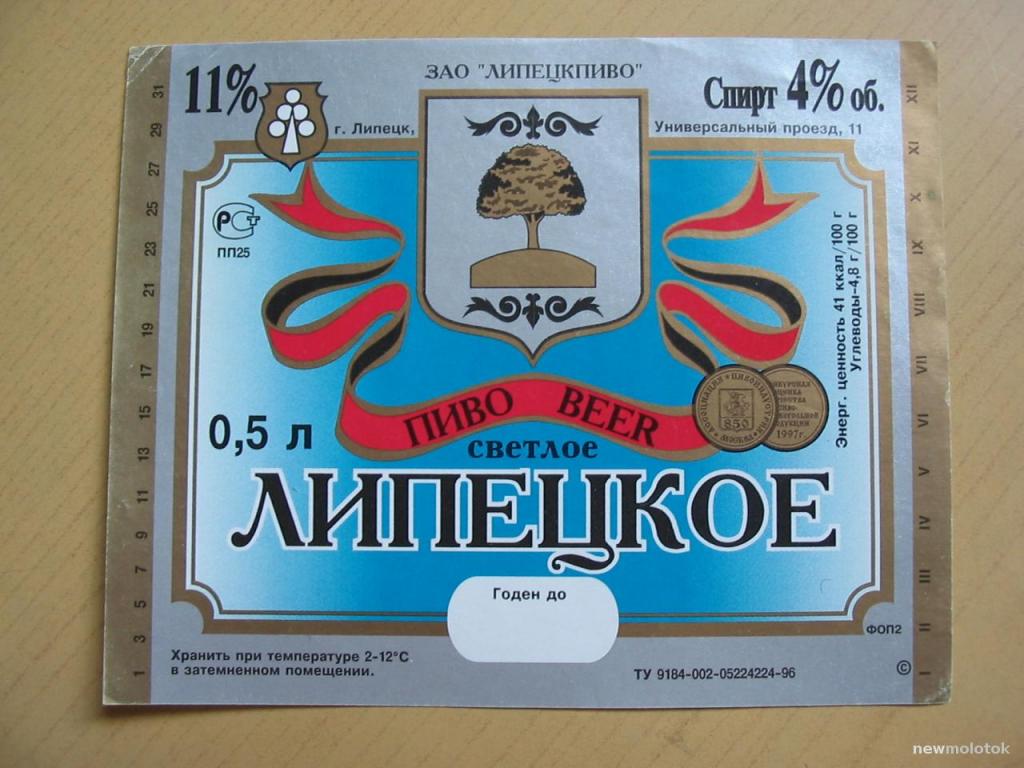 ЗАО "ЛИПЕЦКПИВО"
11%
Спирт 4% об.
г. Липецк,
Универсальный проезд, 11
РСТ
ПП25
Энерг. ценность 41 ккал/100 г
Углеводы-4,8 г/100 г
ПИВО BEER
850
МОСКВА
1997г.
0,5 л
светлое
ЛИПЕЦКОЕ
Годен до
ФОП2
Хранить при температуре 2-12°С
в затемненном помещении.
ТУ 9184-002-05224224-96
©
31
29
27
25
23
21
19
17
15
13
11
9
7
5
3
1
XII
XI
X
IX
VIII
VII
VI
V
IV
III
II
I
newmolotok